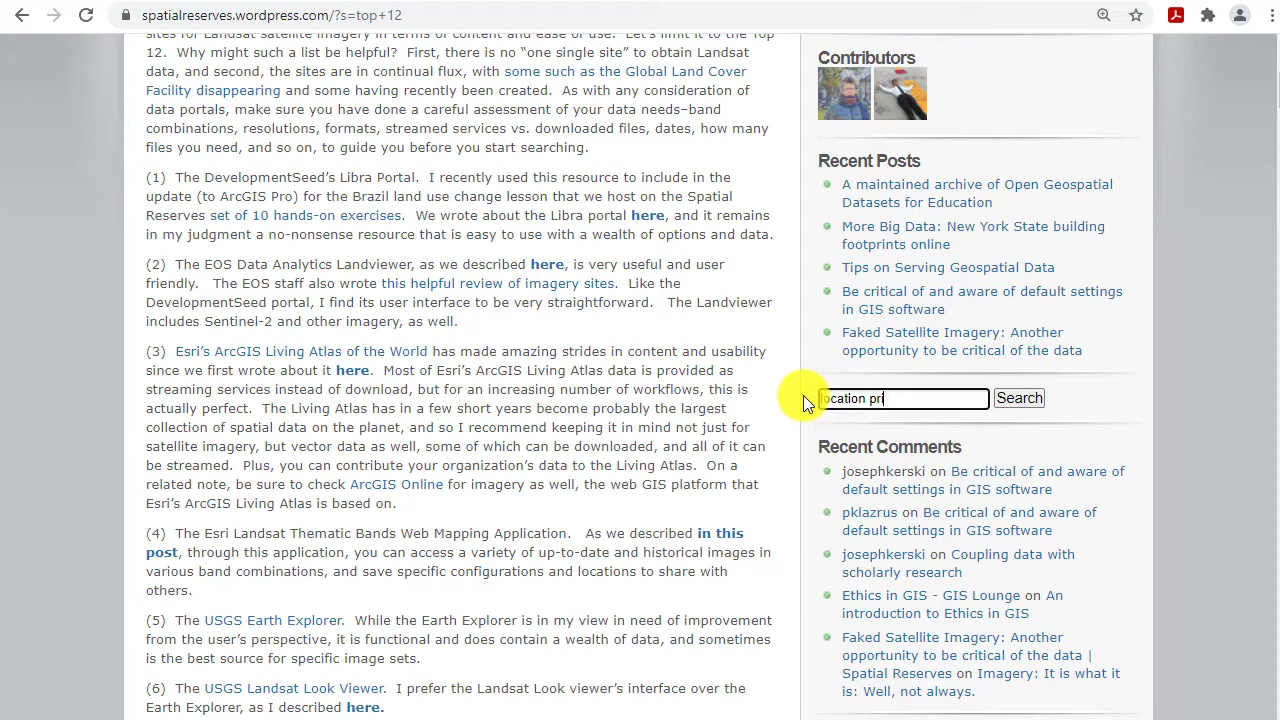 spatialreserves.wordpress.com/?s=top+12
sites for Landsat satellite imagery in terms of content and ease of use? Let's limit it to the Top
12. Why might such a list be helpful? First, there is no “one single site” to obtain Landsat
data, and second, the sites are in continual flux, with some such as the Global Land Cover
Facility disappearing and some having recently been created. As with any consideration of
data portals, make sure you have done a careful assessment of your data needs–band
combinations, resolutions, formats, streamed services vs. downloaded files, dates, how many
files you need, and so on, to guide you before you start searching.
(1) The DevelopmentSeed’s Libra Portal. I recently used this resource to include in the
update (to ArcGIS Pro) for the Brazil land use change lesson that we host on the Spatial
Reserves set of 10 hands-on exercises. We wrote about the Libra portal here, and it remains
in my judgment a no-nonsense resource that is easy to use with a wealth of options and data.
(2) The EOS Data Analytics Landviewer, as we described here, is very useful and user
friendly. The EOS staff also wrote this helpful review of imagery sites. Like the
DevelopmentSeed portal, I find its user interface to be very straightforward. The Landviewer
includes Sentinel-2 and other imagery, as well.
(3) Esri’s ArcGIS Living Atlas of the World has made amazing strides in content and usability
since we first wrote about it here. Most of Esri’s ArcGIS Living Atlas data is provided as
streaming services instead of download, but for an increasing number of workflows, this is
actually perfect. The Living Atlas has in a few short years become probably the largest
collection of spatial data on the planet, and so I recommend keeping it in mind not just for
satellite imagery, but vector data as well, some of which can be downloaded, and all of it can
be streamed. Plus, you can contribute your organization’s data to the Living Atlas. On a
related note, be sure to check ArcGIS Online for imagery as well, the web GIS platform that
Esri’s ArcGIS Living Atlas is based on.
(4) The Esri Landsat Thematic Bands Web Mapping Application. As we described in this
post, through this application, you can access a variety of up-to-date and historical images in
various band combinations, and save specific configurations and locations to share with
others.
(5) The USGS Earth Explorer. While the Earth Explorer is in my view in need of improvement
from the user’s perspective, it is functional and does contain a wealth of data, and sometimes
is the best source for specific image sets.
(6) The USGS Landsat Look Viewer. I prefer the Landsat Look viewer’s interface over the
Earth Explorer, as I described here.
Contributors
Recent Posts
A maintained archive of Open Geospatial
Datasets for Education
More Big Data: New York State building
footprints online
Tips on Serving Geospatial Data
Be critical of and aware of default settings
in GIS software
Faked Satellite Imagery: Another
opportunity to be critical of the data
location pri
Search
Recent Comments
josephkerski on Be critical of and aware of
default settings in GIS software
pklazrus on Be critical of and aware of
default settings in GIS software
josephkerski on Coupling data with
scholarly research
Ethics in GIS - GIS Lounge on An
introduction to Ethics in GIS
Faked Satellite Imagery: Another
opportunity to be critical of the data |
Spatial Reserves on Imagery: It is what it
is: Well, not always.